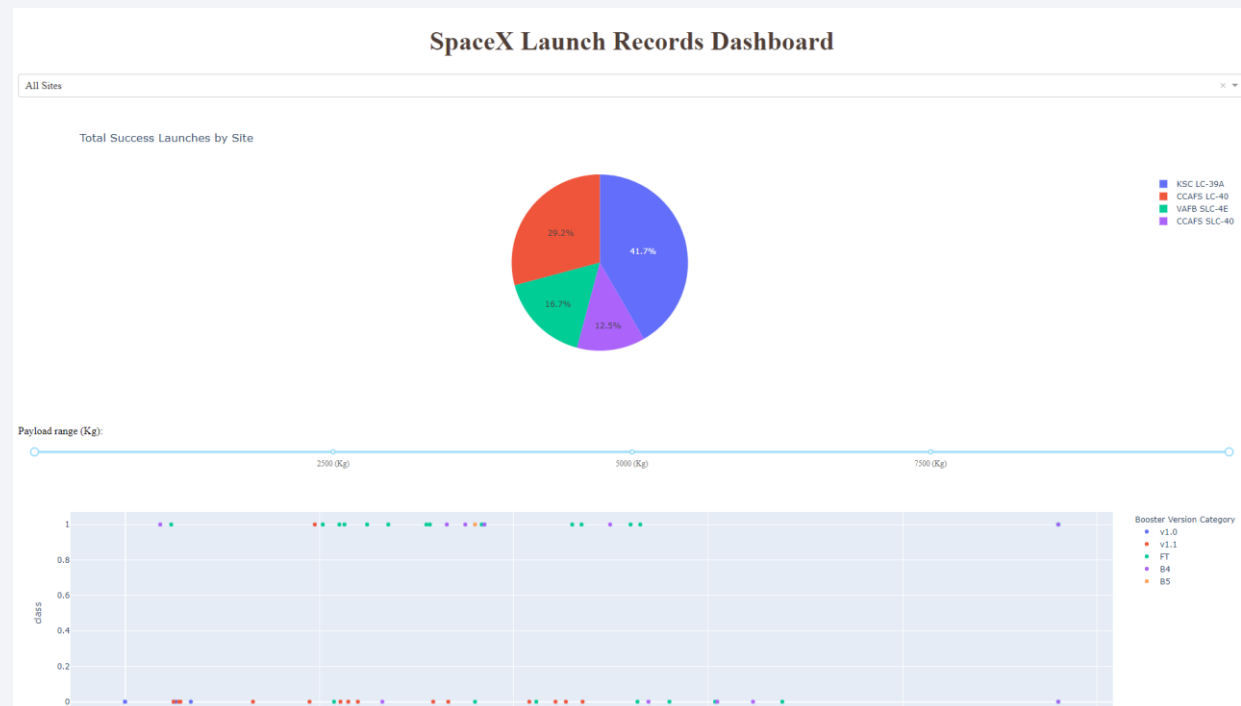 SpaceX Launch Records Dashboard
All Sites
Total Success Launches by Site
KSC LC-39A
CCAFS LC-40
VAFB SLC-4E
CCAFS SLC-40
29.2%
41.7%
16.7%
12.5%
Payload range (Kg):
2500 (Kg)
5000 (Kg)
7500 (Kg)
Booster Version Category
v1.0
v1.1
FT
B4
B5
1
0.8
0.6
0.4
0.2
0
class